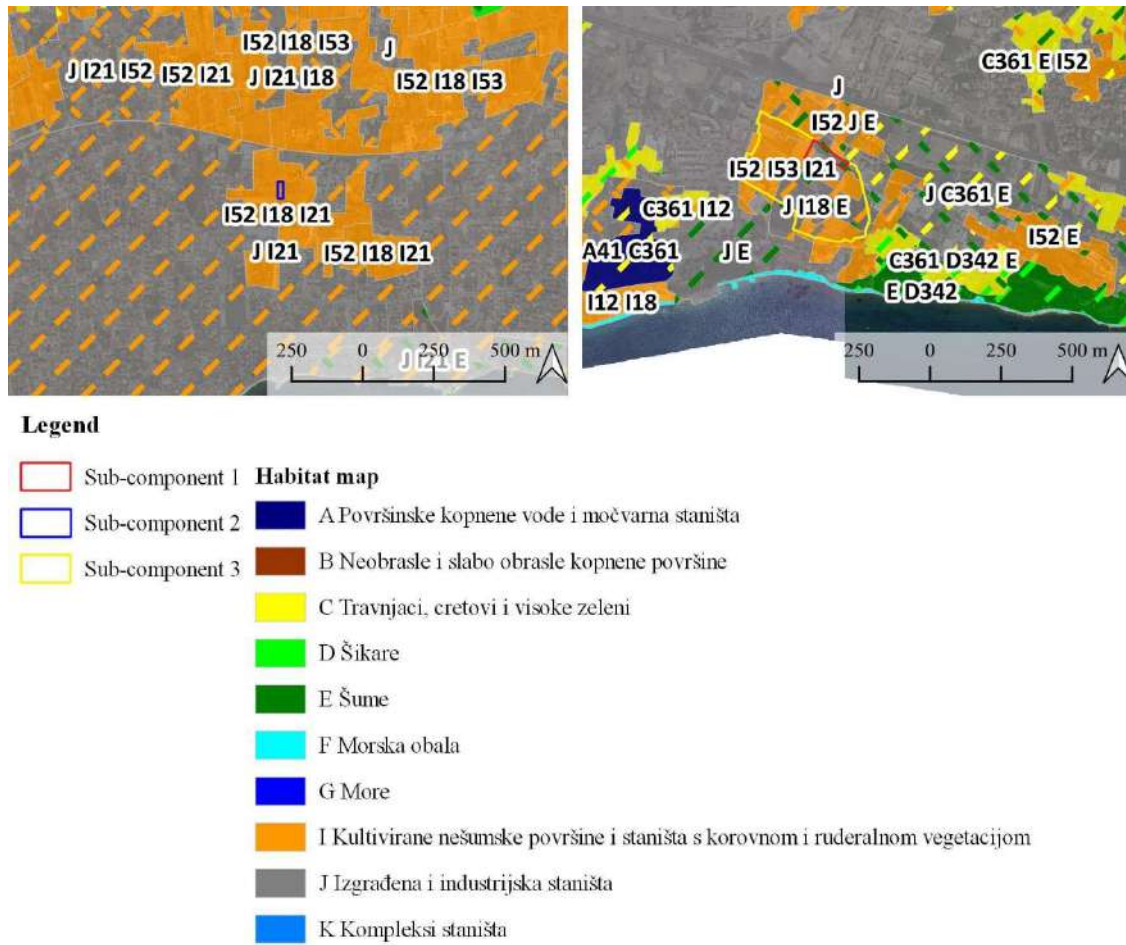 I52 I18 I53
J
J I21 I52
I52 I21
J I21 I18
I52 I18 I53
I52 I18 I21
J I21
I52 I18 I21
J I21 E
250 0 250 500 m
C361 E I52
J
I52 J E
I52 I53 I21
J C361 E
C361 I12
J I18 E
I52 E
A41 C361
J E
C361 D342 E
E D342
I12 I18
250 0 250 500 m
Legend
Sub-component 1
Sub-component 2
Sub-component 3
Habitat map
A Površinske kopnene vode i močvarna staništa
B Neobrasle i slabo obrasle kopnene površine
C Travnjaci, cretovi i visoke zeleni
D Šikare
E Šume
F Morska obala
G More
I Kultivirane nešumske površine i staništa s korovnom i ruderalnom vegetacijom
J Izgrađena i industrijska staništa
K Kompleksi staništa